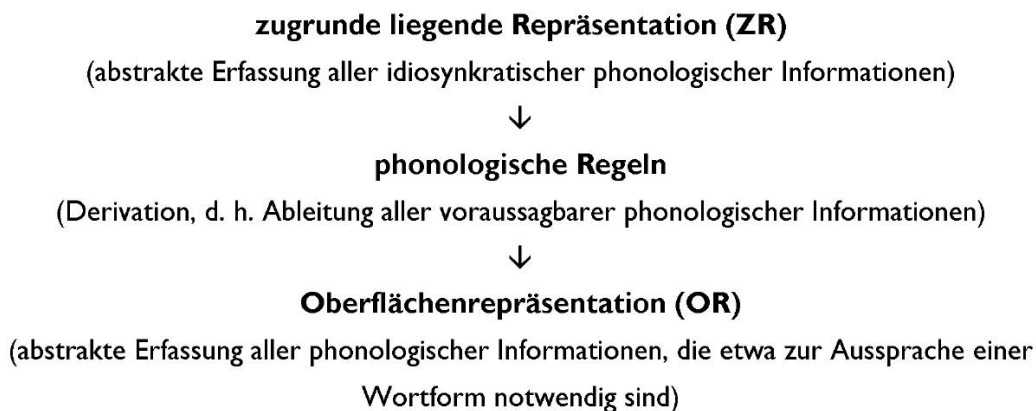 zugrunde liegende Repräsentation (ZR)
(abstrakte Erfassung aller idiosynkratischer phonologischer Informationen)
↓
phonologische Regeln
(Derivation, d. h. Ableitung aller voraussagbarer phonologischer Informationen)
↓
Oberflächenrepräsentation (OR)
(abstrakte Erfassung aller phonologischer Informationen, die etwa zur Aussprache einer
Wortform notwendig sind)